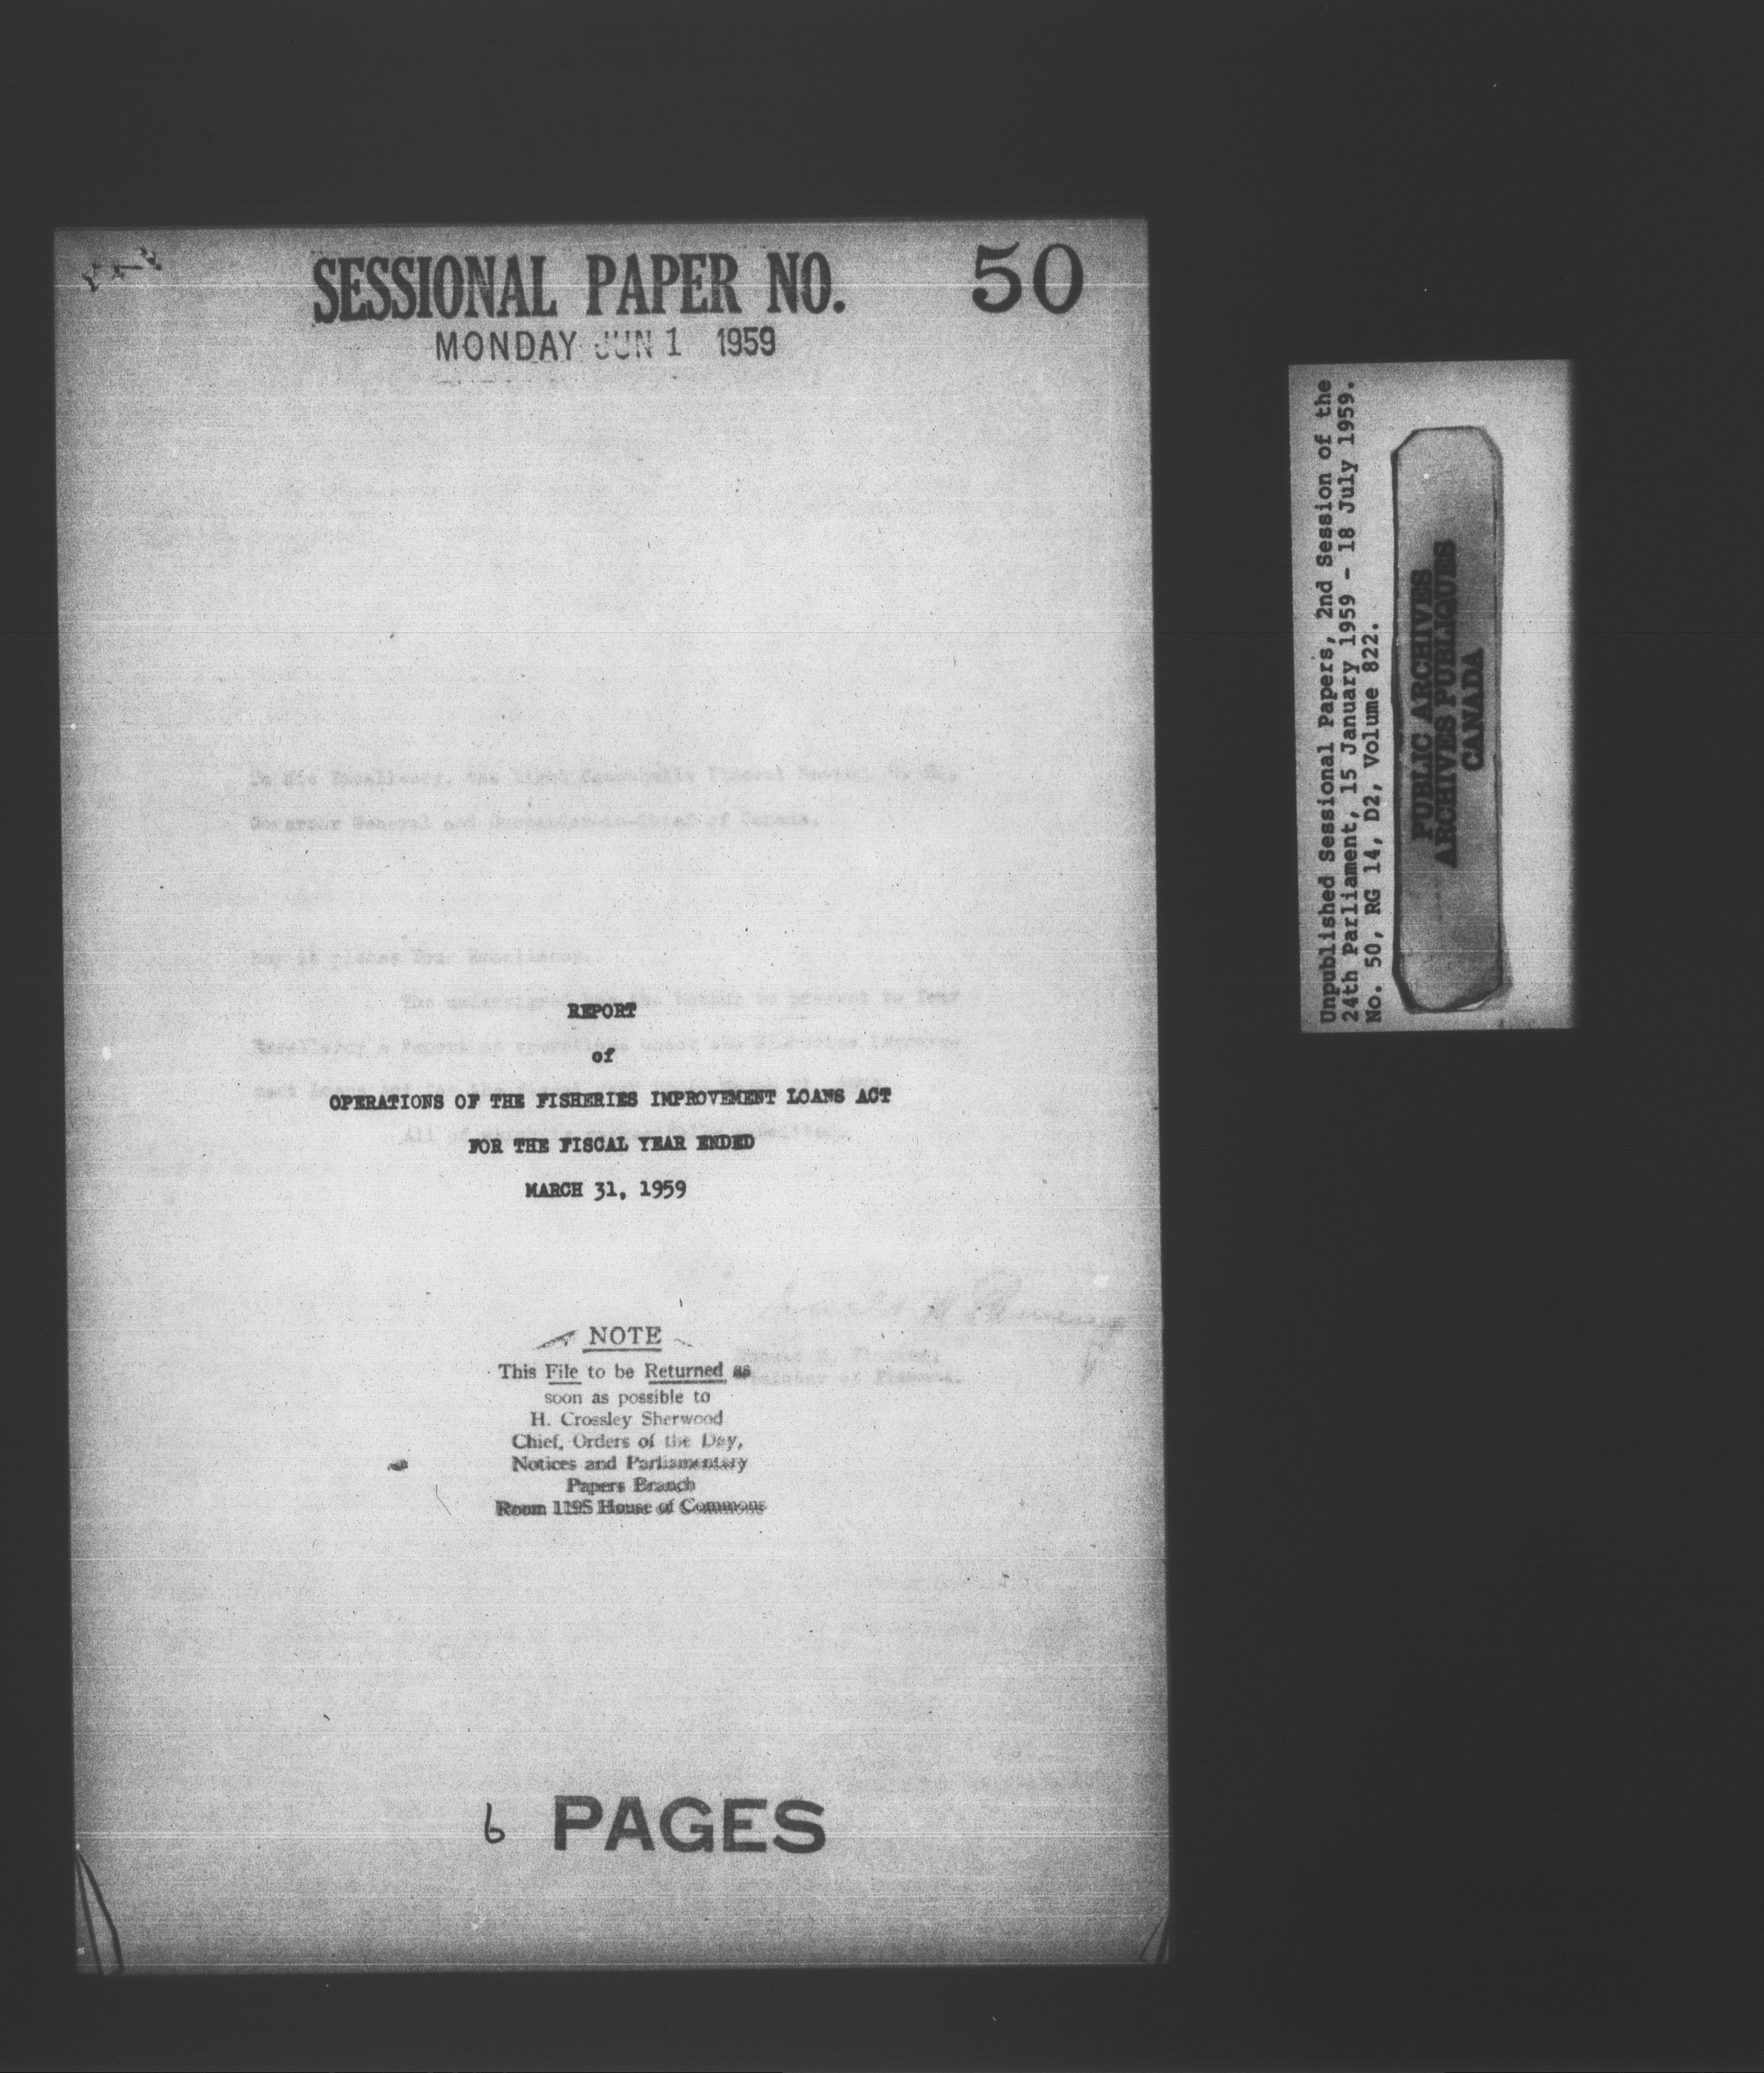 SESSIONAL PAPER NO. 50
MONDAY JUN 1 1959
REPORT
of
OPERATIONS OF THE FISHERIES IMPROVEMENT LOANS ACT
FOR THE FISCAL YEAR ENDED
MARCH 31, 1959
NOTE
This File to be Returned as
soon as possible to
H. Crossley Sherwood
Chief, Orders of the Day,
Notices and Parliamentary
Papers Branch
Room 119S House of Commons
6 PAGES
Unpublished Sessional Papers, 2nd Session of the
24th Parliament, 15 January 1959 - 18 July 1959.
No. 50, RG 14, D2, Volume 822.
PUBLIC ARCHIVES
ARCHIVES PUBLIQUES
CANADA